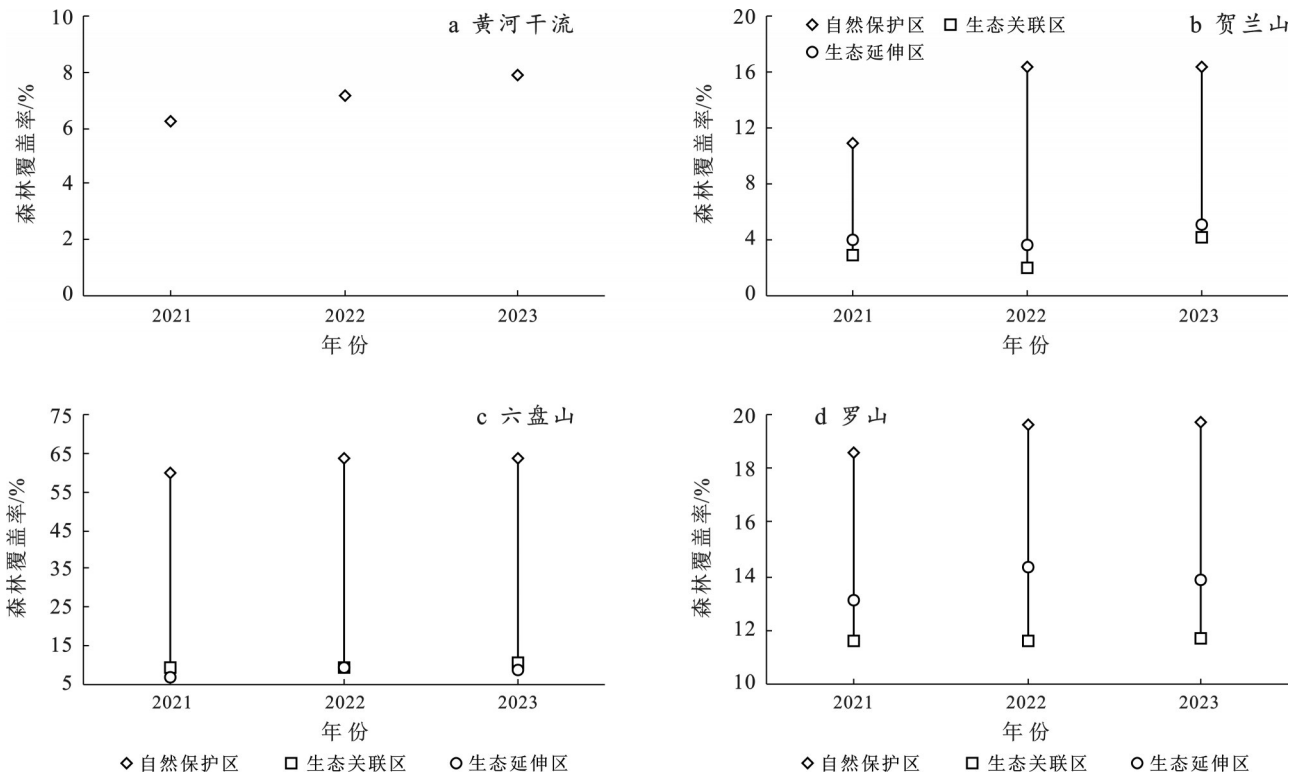 a 黄河干流
森林覆盖率/%
10
8
6
4
2
0
2021 2022 2023
年份
b 贺兰山
◇ 自然保护区 □ 生态关联区
○ 生态延伸区
森林覆盖率/%
20
16
12
8
4
0
2021 2022 2023
年份
c 六盘山
森林覆盖率/%
75
65
55
45
35
25
15
5
2021 2022 2023
年份
◇ 自然保护区 □ 生态关联区 ○ 生态延伸区
d 罗山
森林覆盖率/%
20
18
16
14
12
10
2021 2022 2023
年份
◇ 自然保护区 □ 生态关联区 ○ 生态延伸区